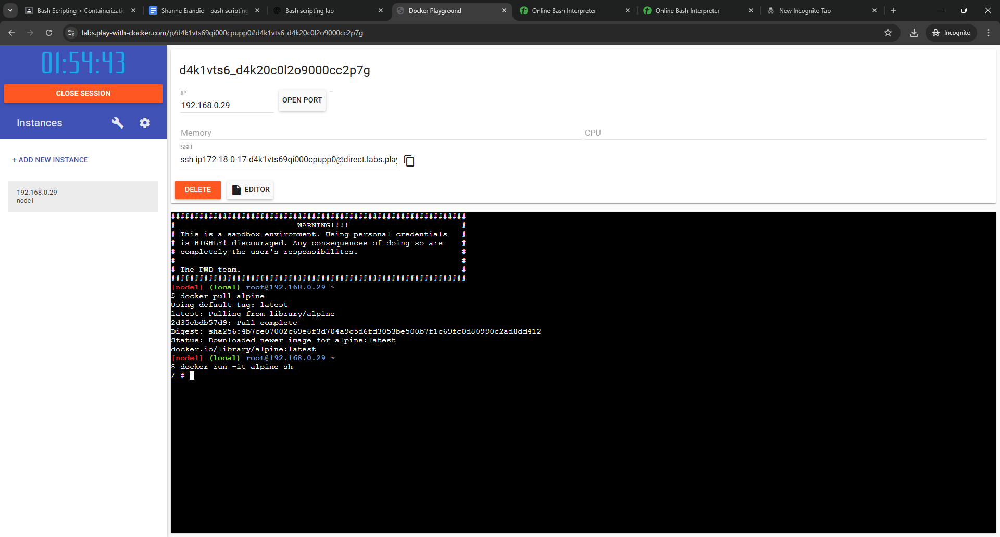 Bash Scripting + Containerizati
Shanne Erandio - bash scripting
Bash scripting lab
Docker Playground
Online Bash Interpreter
Online Bash Interpreter
New Incognito Tab
labs.play-with-docker.com/p/d4k1vts69qi000cpupp0#d4k1vts6_d4k20c0l2o9000cc2p7g
Incognito
01:54:43
CLOSE SESSION
Instances
+ ADD NEW INSTANCE
192.168.0.29
node1
d4k1vts6_d4k20c0l2o9000cc2p7g
IP
192.168.0.29
OPEN PORT
Memory
CPU
SSH
ssh ip172-18-0-17-d4k1vts69qi000cpupp0@direct.labs.play
DELETE
EDITOR
###############################################################
# WARNING!!!! #
# This is a sandbox environment. Using personal credentials #
# is HIGHLY! discouraged. Any consequences of doing so are #
# completely the user's responsibilites. #
# #
# The PWD team. #
###############################################################
[node1] (local) root@192.168.0.29 ~
$ docker pull alpine
Using default tag: latest
latest: Pulling from library/alpine
2d35ebdb57d9: Pull complete
Digest: sha256:4b7ce07002c69e8f3d704a9c5d6fd3053be500b7f1c69fc0d80990c2ad8dd412
Status: Downloaded newer image for alpine:latest
docker.io/library/alpine:latest
[node1] (local) root@192.168.0.29 ~
$ docker run -it alpine sh
/ #